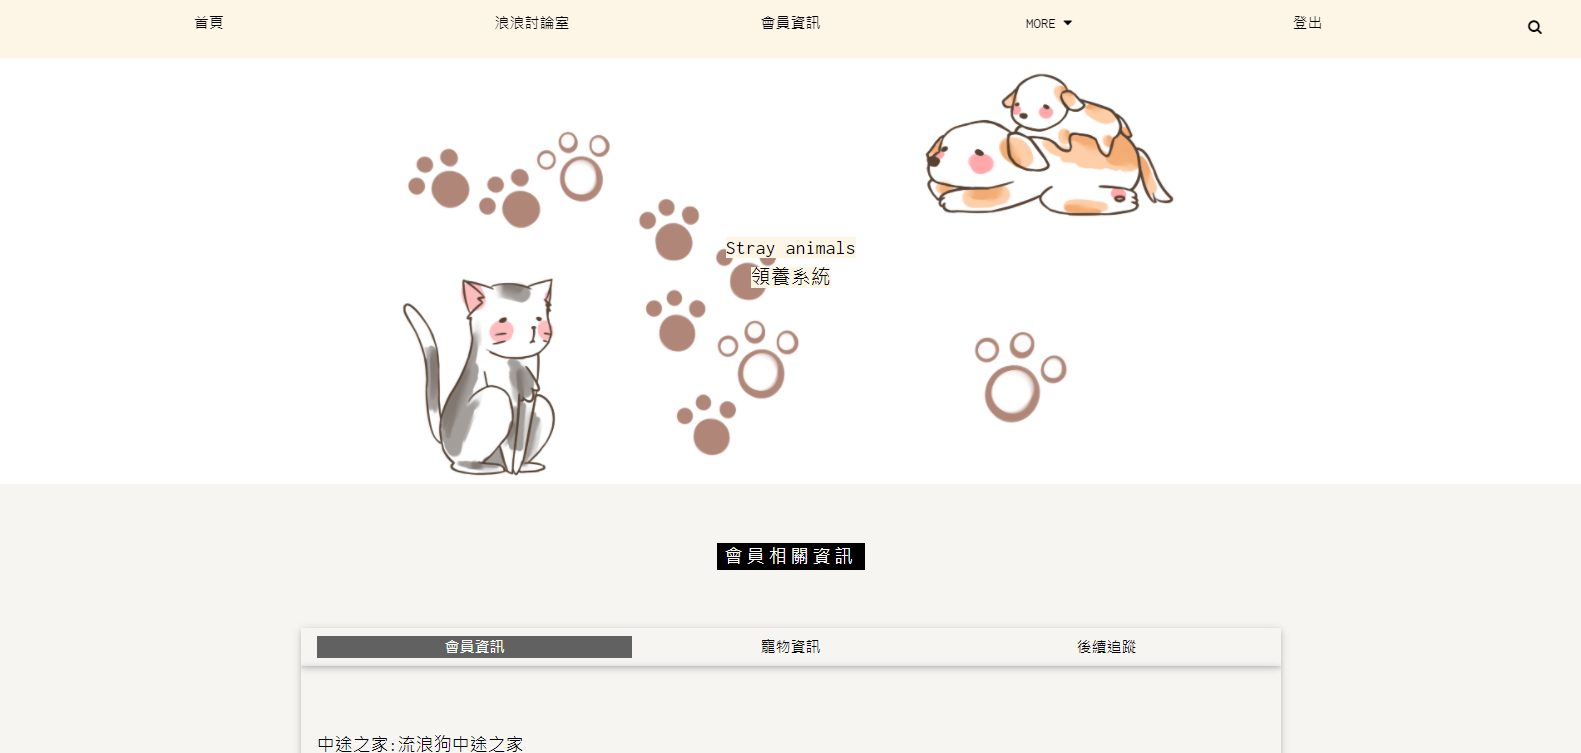 首頁 浪浪討論室 會員資訊 MORE 登出
Stray animals
領養系統
會員相關資訊
會員資訊 寵物資訊 後續追蹤
中途之家:流浪狗中途之家